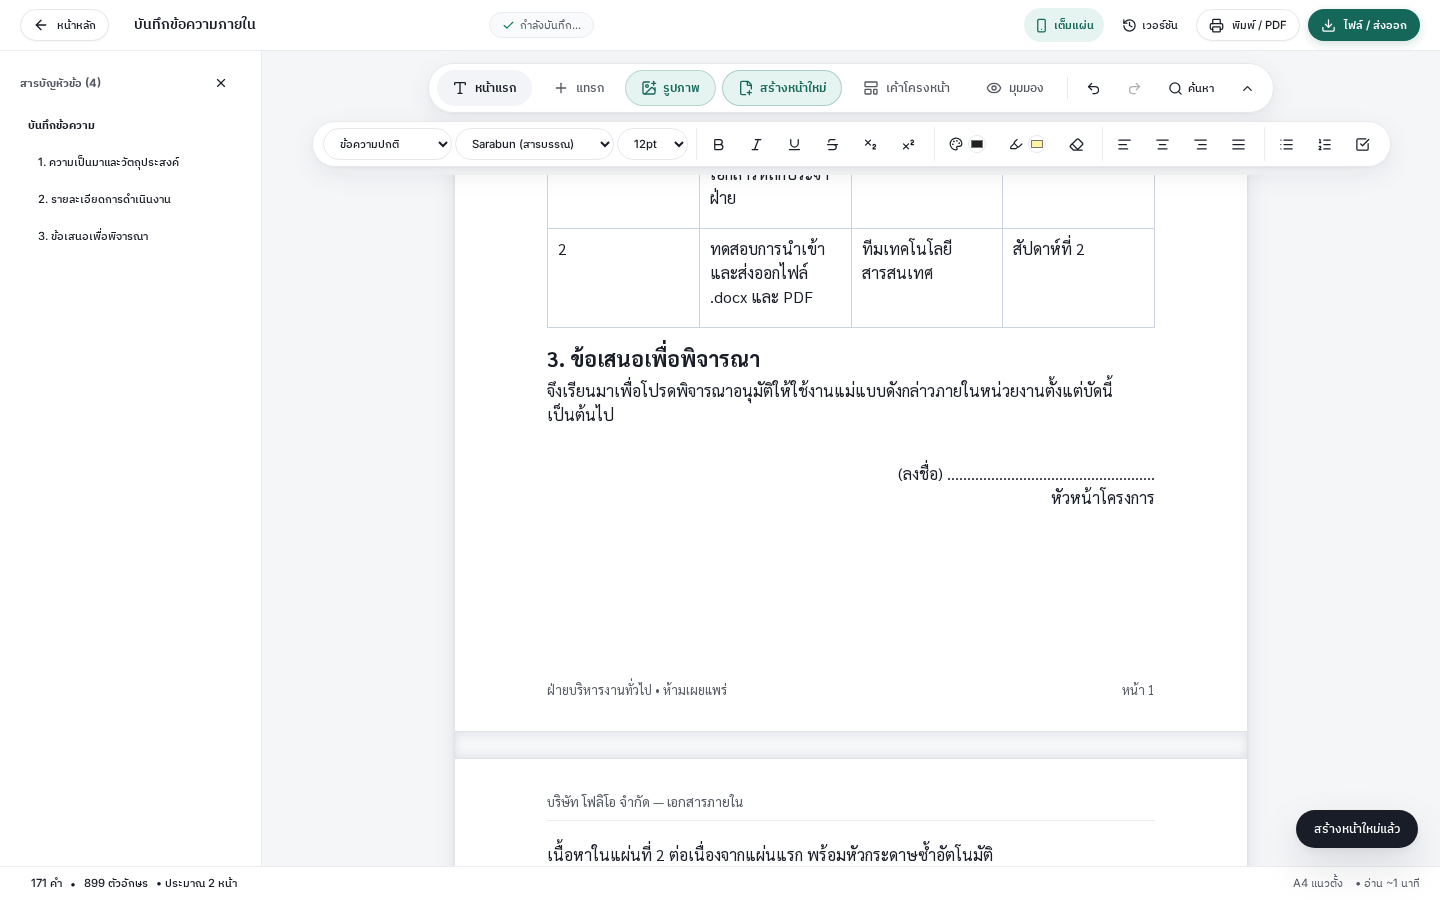 หน้าหลัก
บันทึกข้อความภายใน
กำลังบันทึก...
เต็มแผ่น
เวอร์ชัน
พิมพ์ / PDF
ไฟล์ / ส่งออก
สารบัญหัวข้อ (4)
บันทึกข้อความ
1. ความเป็นมาและวัตถุประสงค์
2. รายละเอียดการดำเนินงาน
3. ข้อเสนอเพื่อพิจารณา
หน้าแรก
แทรก
รูปภาพ
สร้างหน้าใหม่
เค้าโครงหน้า
มุมมอง
ค้นหา
ข้อความปกติ
Sarabun (สารบรรณ)
12pt
ฝ่าย
2
ทดสอบการนำเข้า
และส่งออกไฟล์
.docx และ PDF
ทีมเทคโนโลยี
สารสนเทศ
สัปดาห์ที่ 2
3. ข้อเสนอเพื่อพิจารณา
จึงเรียนมาเพื่อโปรดพิจารณาอนุมัติให้ใช้งานแม่แบบดังกล่าวภายในหน่วยงานตั้งแต่บัดนี้
เป็นต้นไป
(ลงชื่อ) ....................................................
หัวหน้าโครงการ
ฝ่ายบริหารงานทั่วไป • ห้ามเผยแพร่
หน้า 1
บริษัท โฟลิโอ จำกัด — เอกสารภายใน
เนื้อหาในแผ่นที่ 2 ต่อเนื่องจากแผ่นแรก พร้อมหัวกระดาษซ้ำอัตโนมัติ
สร้างหน้าใหม่แล้ว
171 คำ • 899 ตัวอักษร • ประมาณ 2 หน้า
A4 แนวตั้ง • อ่าน ~1 นาที